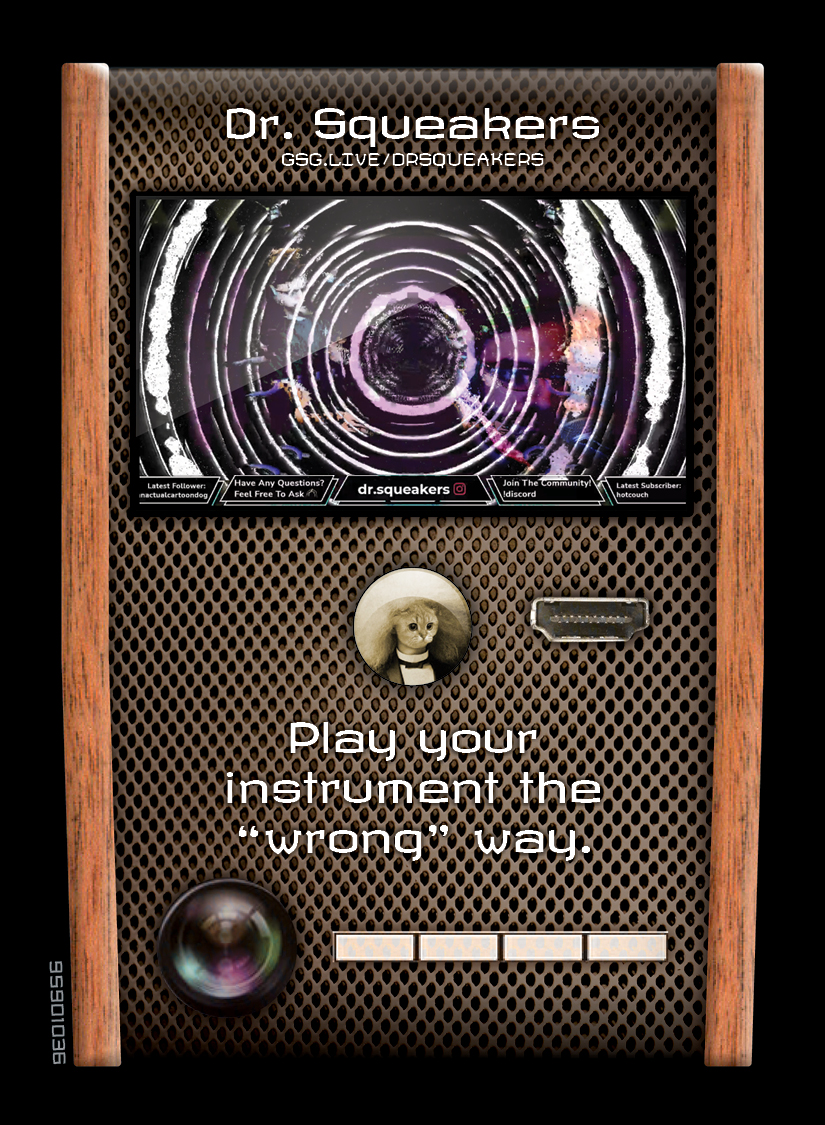 Dr. Squeakers
GSG.LIVE/DRSQUEAKERS
Latest Follower:
Have Any Questions?
Join The Community!
Latest Subscriber:
nactualcartoondog
Feel Free To Ask
dr.squeakers
!discord
hotcouch
Play your
instrument the
“wrong” way.
95901036